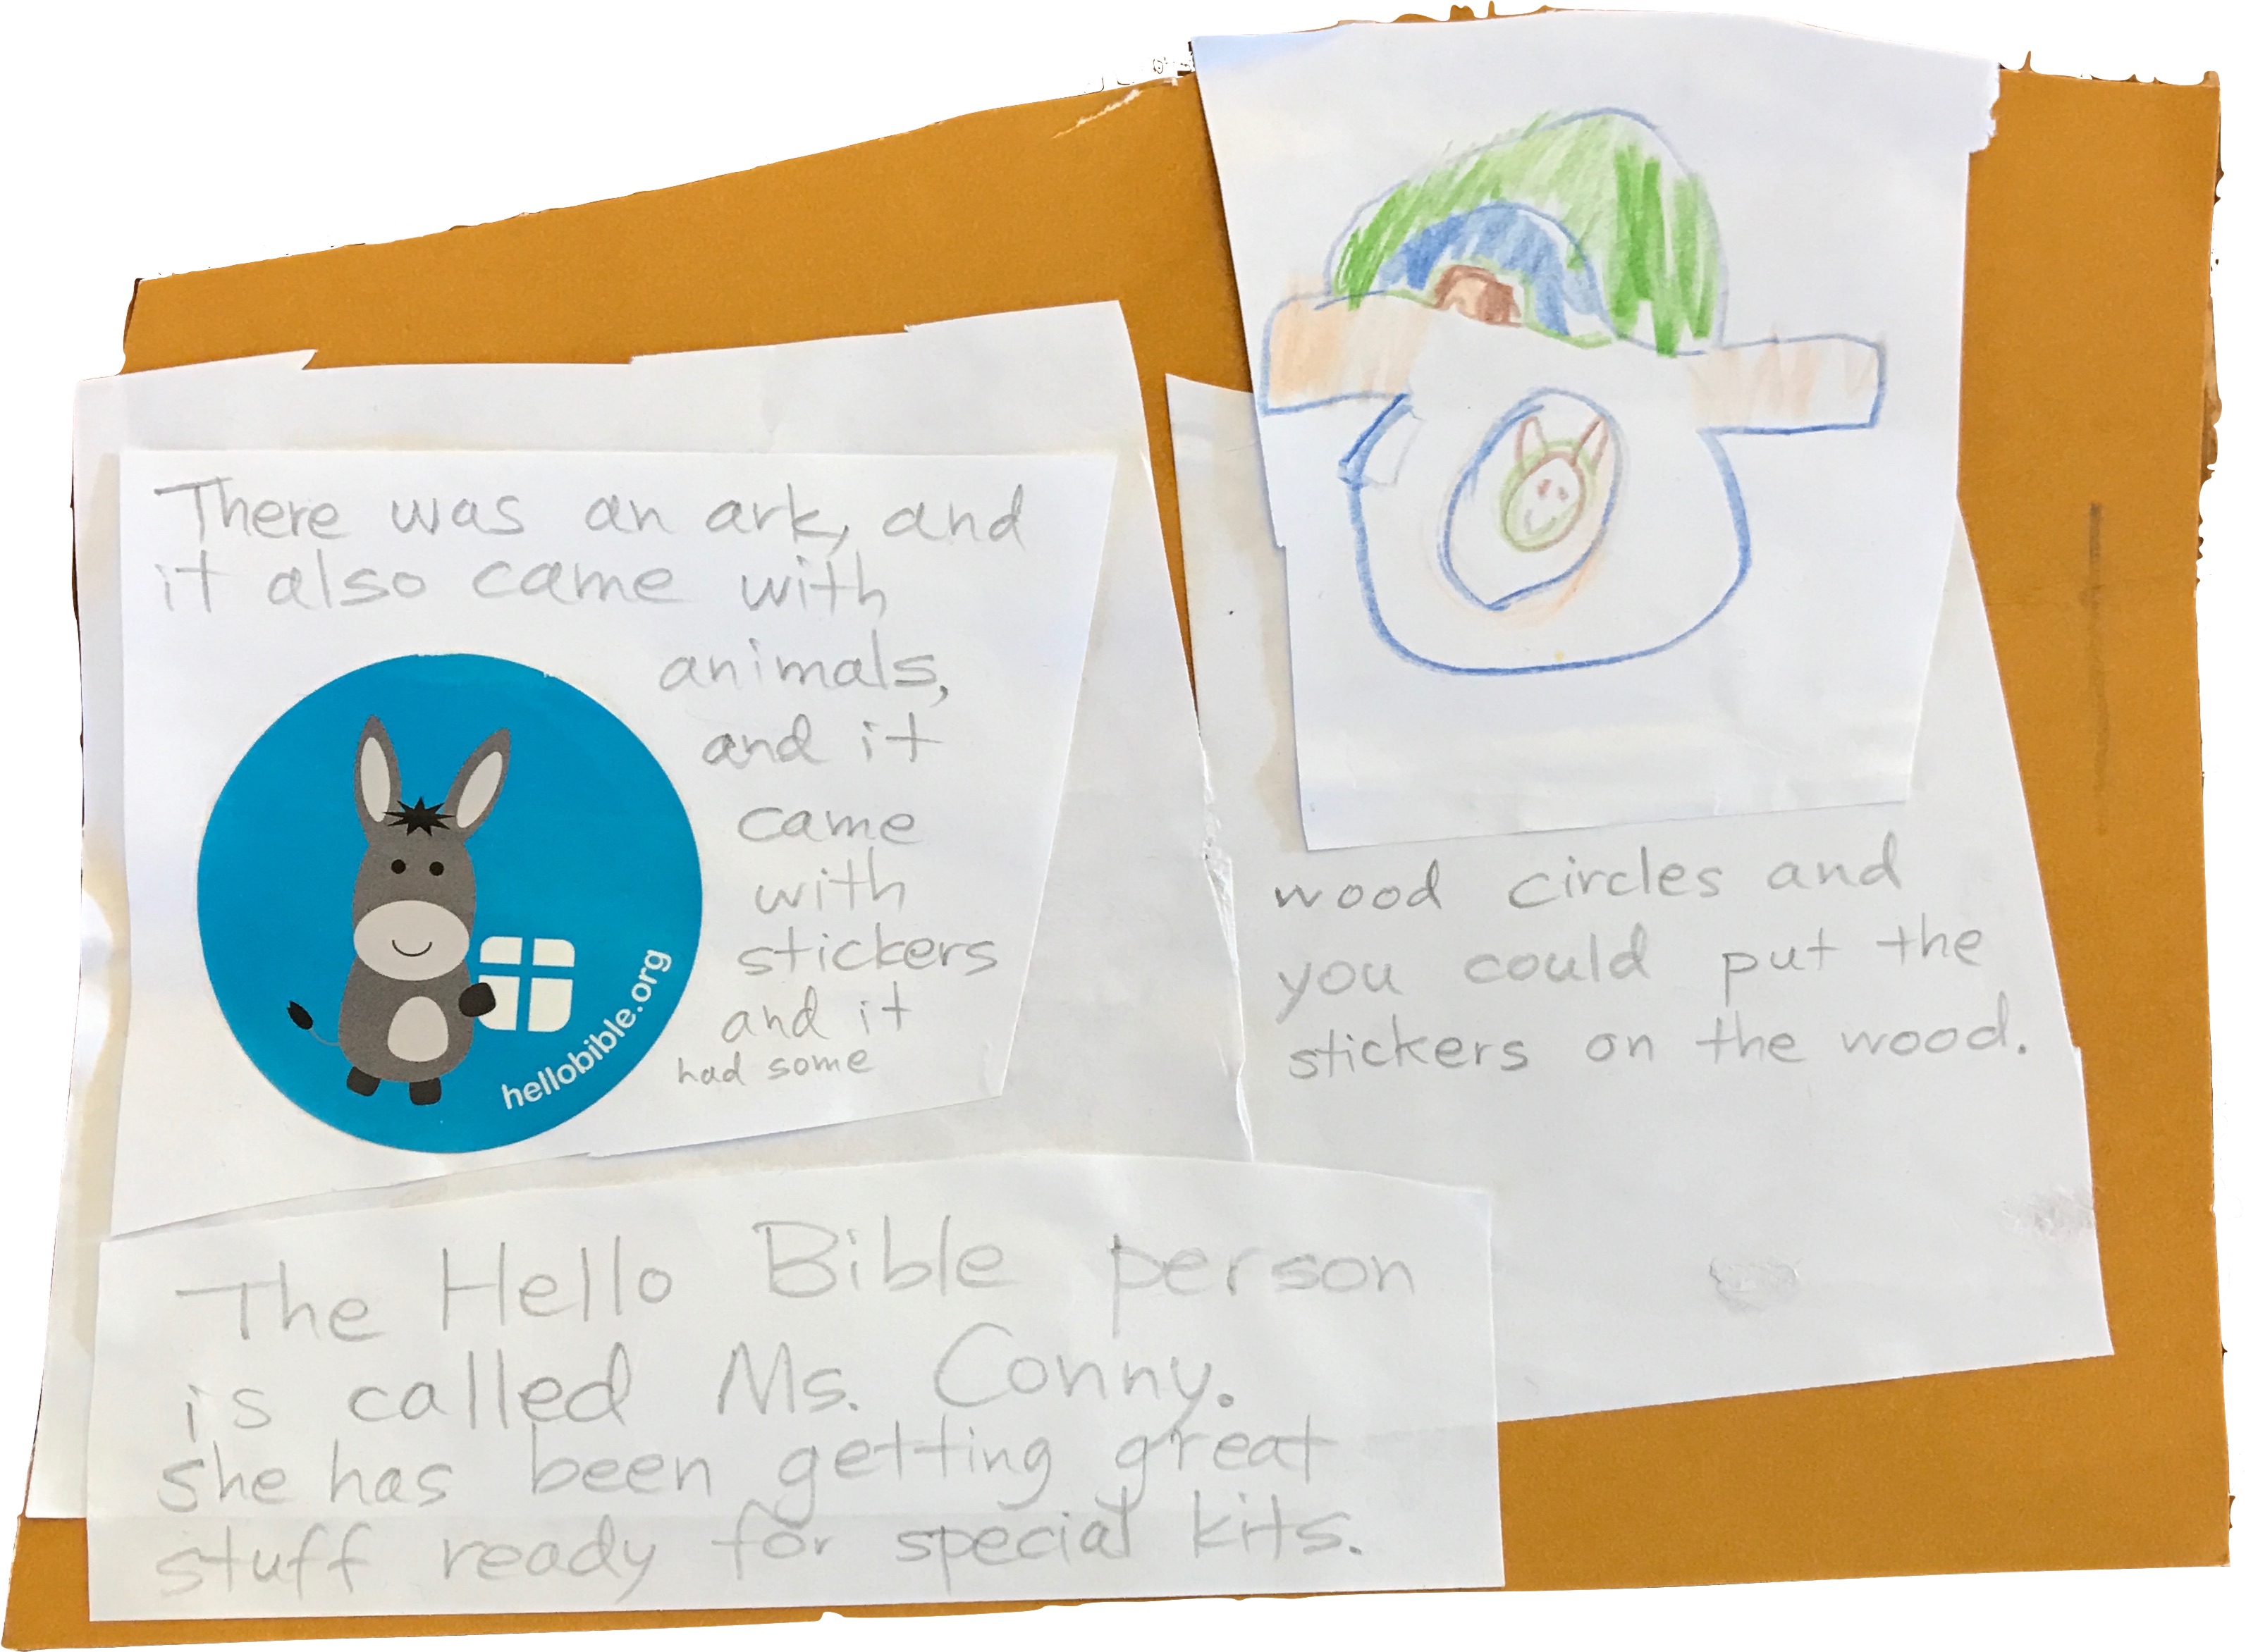 There was an ark, and
it also came with
animals,
and it
came
with
stickers
and it
had some
hellobible.org
wood circles and
you could put the
stickers on the wood.
The Hello Bible person
is called Ms. Conny.
she has been getting great
stuff ready for special kits.